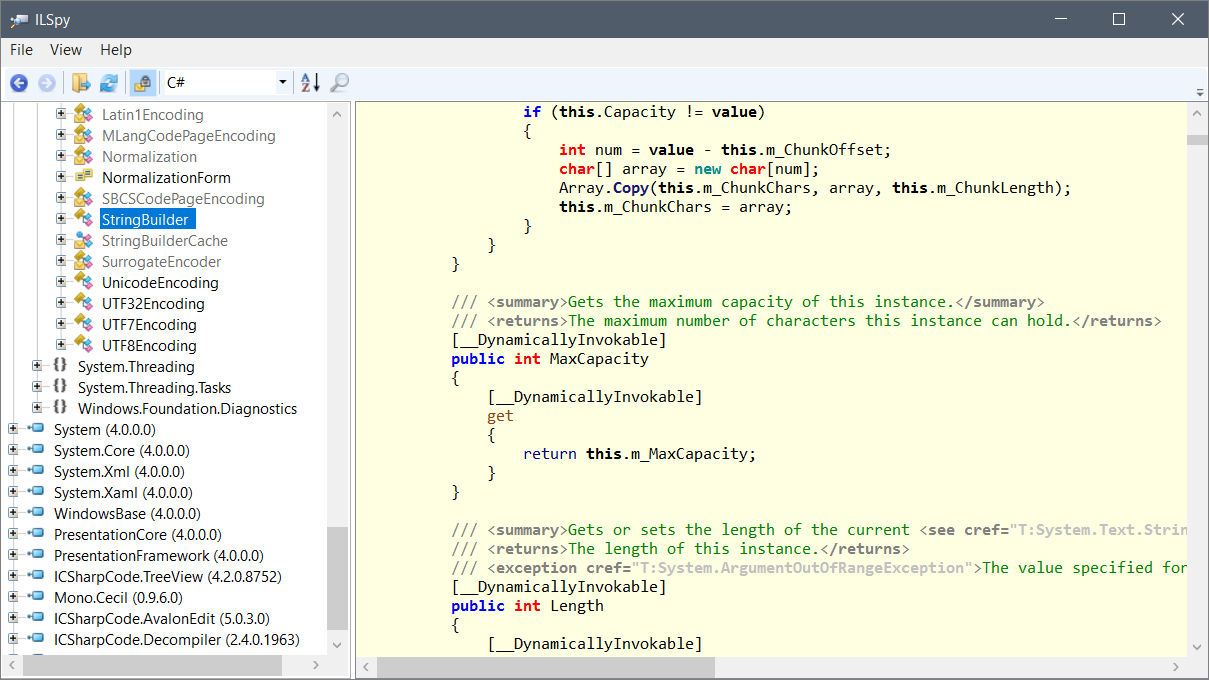 ILSpy
File View Help
C#
Latin1Encoding
MLangCodePageEncoding
Normalization
NormalizationForm
SBCSCodePageEncoding
StringBuilder
StringBuilderCache
SurrogateEncoder
UnicodeEncoding
UTF32Encoding
UTF7Encoding
UTF8Encoding
{} System.Threading
{} System.Threading.Tasks
{} Windows.Foundation.Diagnostics
System (4.0.0.0)
System.Core (4.0.0.0)
System.Xml (4.0.0.0)
System.Xaml (4.0.0.0)
WindowsBase (4.0.0.0)
PresentationCore (4.0.0.0)
PresentationFramework (4.0.0.0)
ICSharpCode.TreeView (4.2.0.8752)
Mono.Cecil (0.9.6.0)
ICSharpCode.AvalonEdit (5.0.3.0)
ICSharpCode.Decompiler (2.4.0.1963)
if (this.Capacity != value)
{
int num = value - this.m_ChunkOffset;
char[] array = new char[num];
Array.Copy(this.m_ChunkChars, array, this.m_ChunkLength);
this.m_ChunkChars = array;
}
}
}
/// <summary>Gets the maximum capacity of this instance.</summary>
/// <returns>The maximum number of characters this instance can hold.</returns>
[__DynamicallyInvokable]
public int MaxCapacity
{
[__DynamicallyInvokable]
get
{
return this.m_MaxCapacity;
}
}
/// <summary>Gets or sets the length of the current <see cref="T:System.Text.Strin
/// <returns>The length of this instance.</returns>
/// <exception cref="T:System.ArgumentOutOfRangeException">The value specified for
[__DynamicallyInvokable]
public int Length
{
[__DynamicallyInvokable]